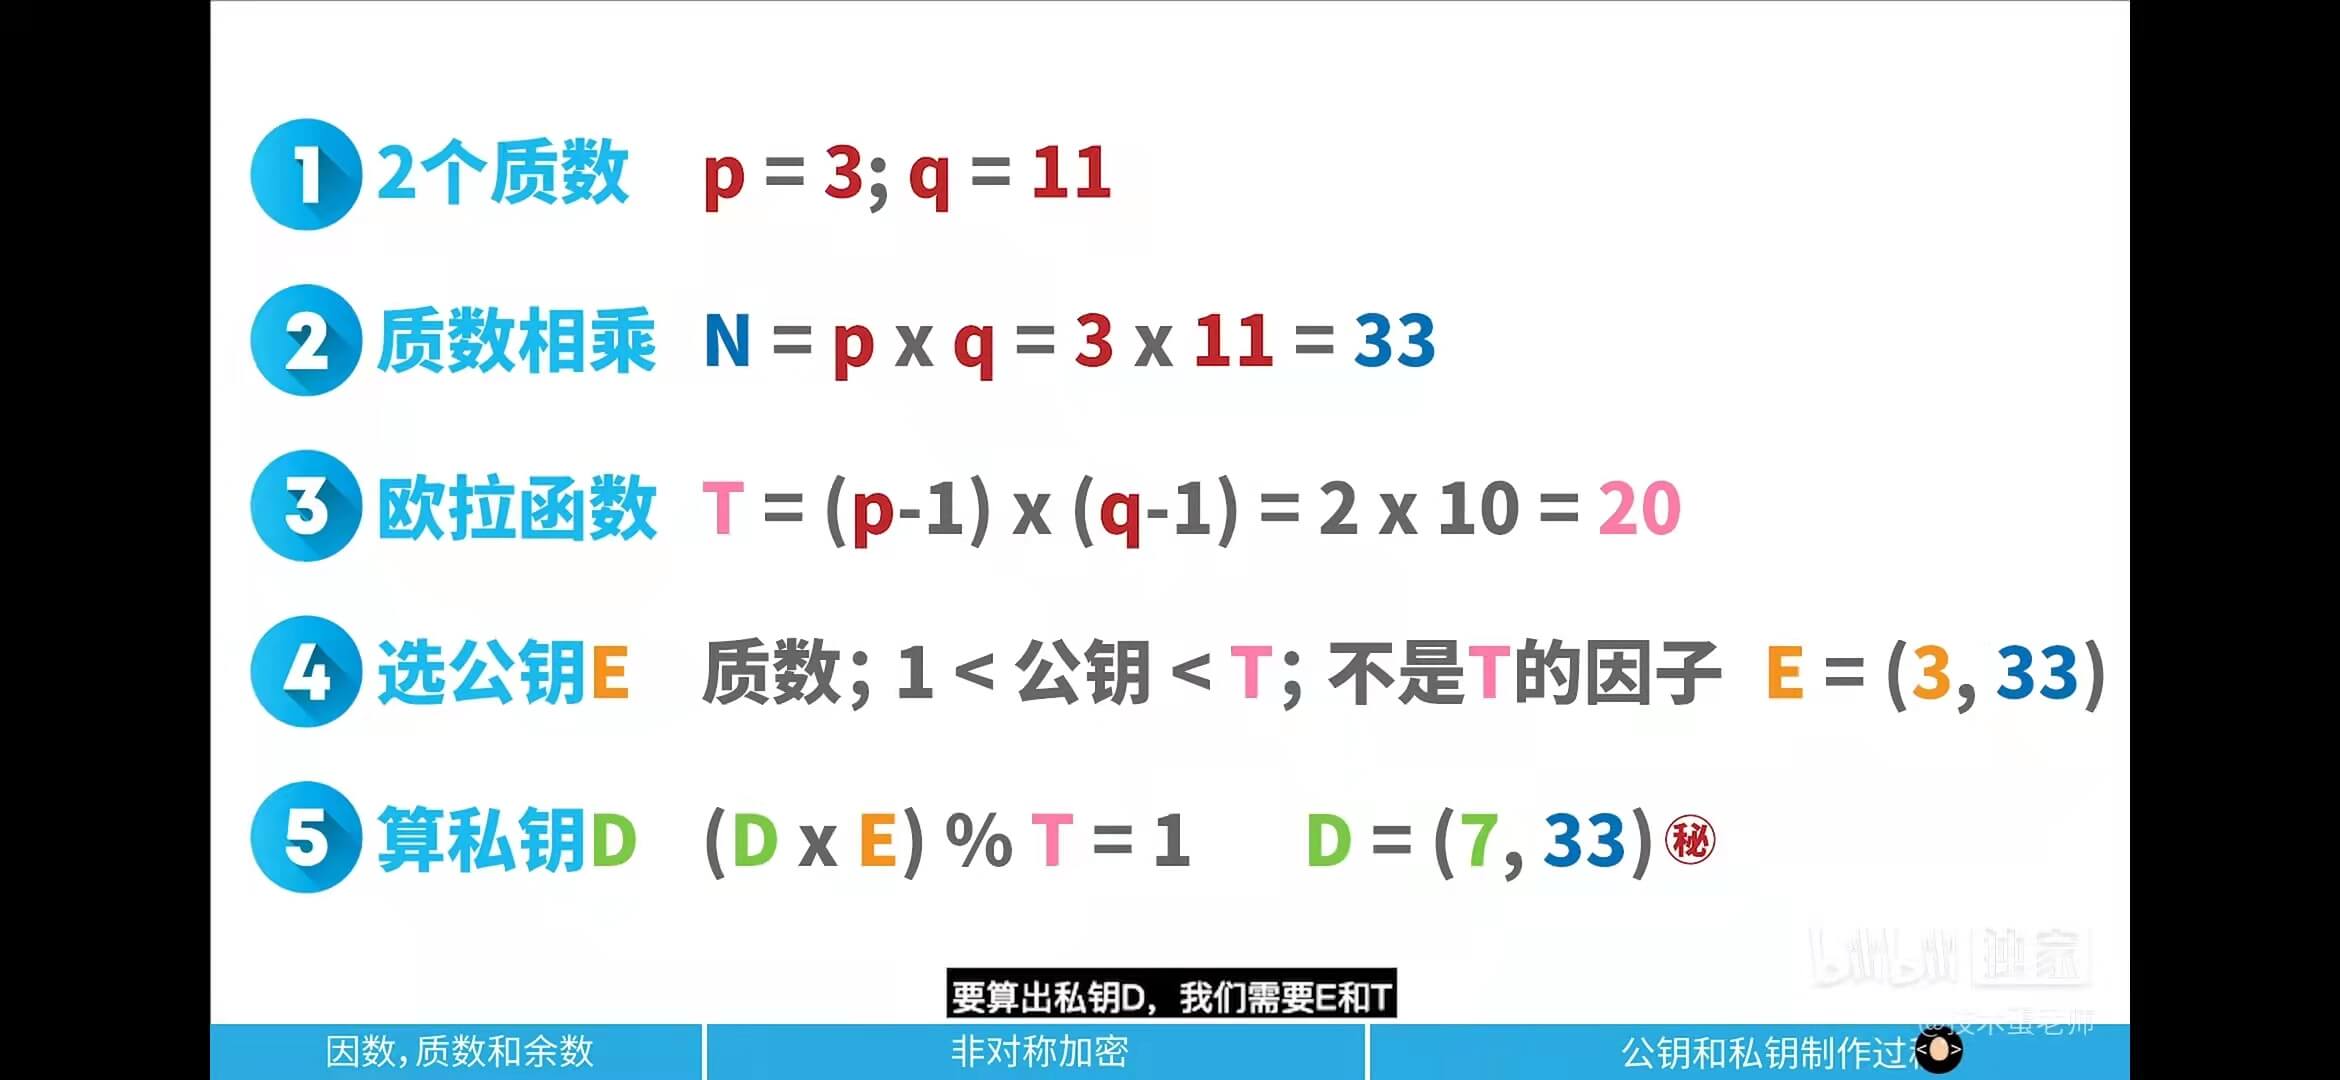 1 2个质数 p = 3; q = 11
2 质数相乘 N = p x q = 3 x 11 = 33
3 欧拉函数 T = (p-1) x (q-1) = 2 x 10 = 20
4 选公钥E 质数; 1 < 公钥 < T; 不是T的因子 E = (3, 33)
5 算私钥D (D x E) % T = 1 D = (7, 33) 秘
bilibili 独家
要算出私钥D，我们需要E和T
@技术蛋老师
因数,质数和余数 非对称加密 公钥和私钥制作过